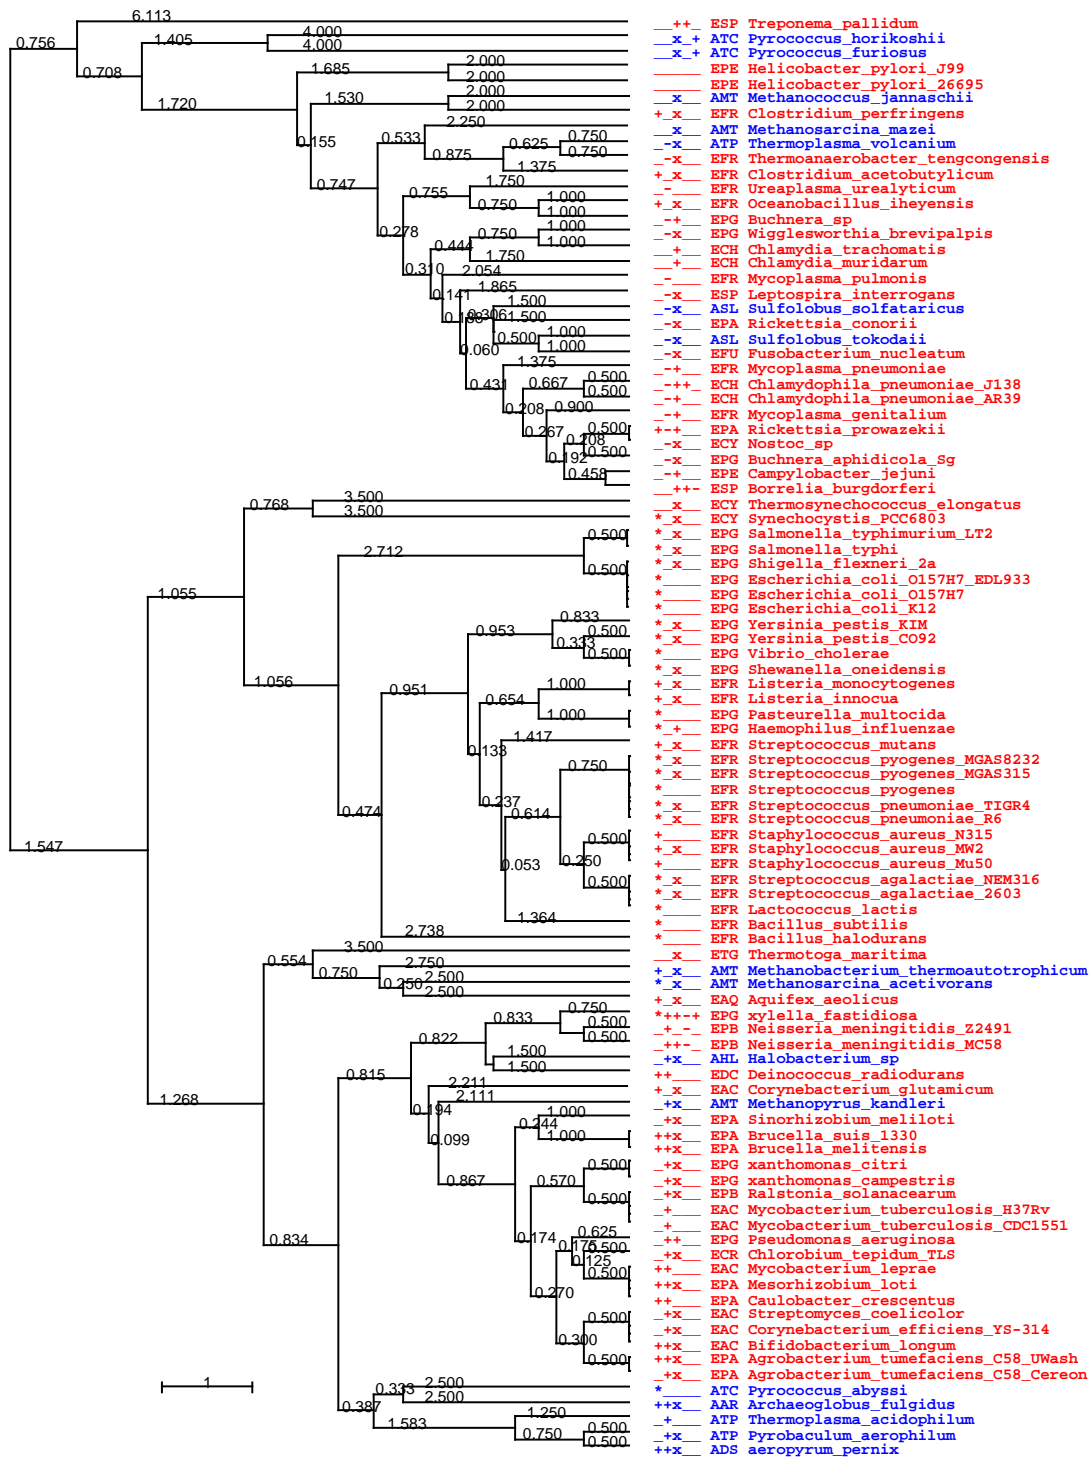 6.113
__++_ ESP Treponema_pallidum
0.756
4.000
__x_+ ATC Pyrococcus_horikoshii
1.405
4.000
__x_+ ATC Pyrococcus_furiosus
0.708
2.000
_____ EPE Helicobacter_pylori_J99
1.685
2.000
_____ EPE Helicobacter_pylori_26695
1.720
2.000
__x__ AMT Methanococcus_jannaschii
1.530
2.000
+_x__ EFR Clostridium_perfringens
0.155
2.250
__x__ AMT Methanosarcina_mazei
0.533
0.625
0.750
_-x__ ATP Thermoplasma_volcanium
0.875
0.750
_-x__ EFR Thermoanaerobacter_tengcongensis
1.375
+_x__ EFR Clostridium_acetobutylicum
0.747
0.755
1.750
_-___ EFR Ureaplasma_urealyticum
0.750
1.000
+_x__ EFR Oceanobacillus_iheyensis
1.000
_-+__ EPG Buchnera_sp
0.278
0.750
1.000
_-x__ EPG Wigglesworthia_brevipalpis
0.444
1.000
__+__ ECH Chlamydia_trachomatis
1.750
__+__ ECH Chlamydia_muridarum
0.310
2.054
_-___ EFR Mycoplasma_pulmonis
0.141
1.865
_-x__ ESP Leptospira_interrogans
1.500
_-x__ ASL Sulfolobus_solfataricus
0.188
0.306
1.500
_-x__ EPA Rickettsia_conorii
0.500
1.000
_-x__ ASL Sulfolobus_tokodaii
0.060
1.000
_-x__ EFU Fusobacterium_nucleatum
1.375
_-+__ EFR Mycoplasma_pneumoniae
0.431
0.667
0.500
_-++_ ECH Chlamydophila_pneumoniae_J138
0.500
_-+__ ECH Chlamydophila_pneumoniae_AR39
0.208
0.900
_-+__ EFR Mycoplasma_genitalium
0.267
0.500
+-+__ EPA Rickettsia_prowazekii
0.208
_-x__ ECY Nostoc_sp
0.192
0.500
_-x__ EPG Buchnera_aphidicola_Sg
0.458
_-+__ EPE Campylobacter_jejuni
__++- ESP Borrelia_burgdorferi
0.768
3.500
__x__ ECY Thermosynechococcus_elongatus
3.500
*_x__ ECY Synechocystis_PCC6803
0.500
*_x__ EPG Salmonella_typhimurium_LT2
2.712
*_x__ EPG Salmonella_typhi
0.500
*_x__ EPG Shigella_flexneri_2a
*____ EPG Escherichia_coli_O157H7_EDL933
1.055
*____ EPG Escherichia_coli_O157H7
*____ EPG Escherichia_coli_K12
0.833
*_x__ EPG Yersinia_pestis_KIM
0.953
0.500
*_x__ EPG Yersinia_pestis_CO92
0.333
0.500
*____ EPG Vibrio_cholerae
*_x__ EPG Shewanella_oneidensis
1.056
1.000
+_x__ EFR Listeria_monocytogenes
0.951
0.654
+_x__ EFR Listeria_innocua
1.000
*____ EPG Pasteurella_multocida
*_+__ EPG Haemophilus_influenzae
0.133
1.417
+_x__ EFR Streptococcus_mutans
*_x__ EFR Streptococcus_pyogenes_MGAS8232
0.750
*_x__ EFR Streptococcus_pyogenes_MGAS315
*____ EFR Streptococcus_pyogenes
0.237
*_x__ EFR Streptococcus_pneumoniae_TIGR4
0.474
0.614
*_x__ EFR Streptococcus_pneumoniae_R6
0.500
+____ EFR Staphylococcus_aureus_N315
1.547
+_x__ EFR Staphylococcus_aureus_MW2
0.053
0.250
+____ EFR Staphylococcus_aureus_Mu50
0.500
*_x__ EFR Streptococcus_agalactiae_NEM316
*_x__ EFR Streptococcus_agalactiae_2603
1.364
*____ EFR Lactococcus_lactis
*____ EFR Bacillus_subtilis
2.738
*____ EFR Bacillus_halodurans
3.500
__x__ ETG Thermotoga_maritima
0.554
2.750
+_x__ AMT Methanobacterium_thermoautotrophicum
0.750
0.250
2.500
*_x__ AMT Methanosarcina_acetivorans
2.500
+_x__ EAQ Aquifex_aeolicus
0.750
*++-+ EPG xylella_fastidiosa
0.833
0.500
_+_-_ EPB Neisseria_meningitidis_Z2491
0.822
0.500
_++-_ EPB Neisseria_meningitidis_MC58
1.500
_+x__ AHL Halobacterium_sp
1.500
++___ EDC Deinococcus_radiodurans
0.815
2.211
+_x__ EAC Corynebacterium_glutamicum
1.268
2.111
_+x__ AMT Methanopyrus_kandleri
0.194
1.000
_+x__ EPA Sinorhizobium_meliloti
0.244
1.000
++x__ EPA Brucella_suis_1330
0.099
++x__ EPA Brucella_melitensis
0.500
_+x__ EPG xanthomonas_citri
0.867
0.570
_+x__ EPG xanthomonas_campestris
0.500
_+x__ EPB Ralstonia_solanacearum
_+___ EAC Mycobacterium_tuberculosis_H37Rv
_+___ EAC Mycobacterium_tuberculosis_CDC1551
0.834
0.174
0.625
_++__ EPG Pseudomonas_aeruginosa
0.175
0.500
_+x__ ECR Chlorobium_tepidum_TLS
0.125
++___ EAC Mycobacterium_leprae
0.500
++x__ EPA Mesorhizobium_loti
0.270
++___ EPA Caulobacter_crescentus
0.500
_+x__ EAC Streptomyces_coelicolor
_+x__ EAC Corynebacterium_efficiens_YS-314
0.300
++x__ EAC Bifidobacterium_longum
0.500
++x__ EPA Agrobacterium_tumefaciens_C58_UWash
_+x__ EPA Agrobacterium_tumefaciens_C58_Cereon
1
0.333
2.500
*____ ATC Pyrococcus_abyssi
2.500
++x__ AAR Archaeoglobus_fulgidus
0.387
1.250
_+___ ATP Thermoplasma_acidophilum
1.583
0.750
0.500
_+x__ ATP Pyrobaculum_aerophilum
0.500
++x__ ADS aeropyrum_pernix